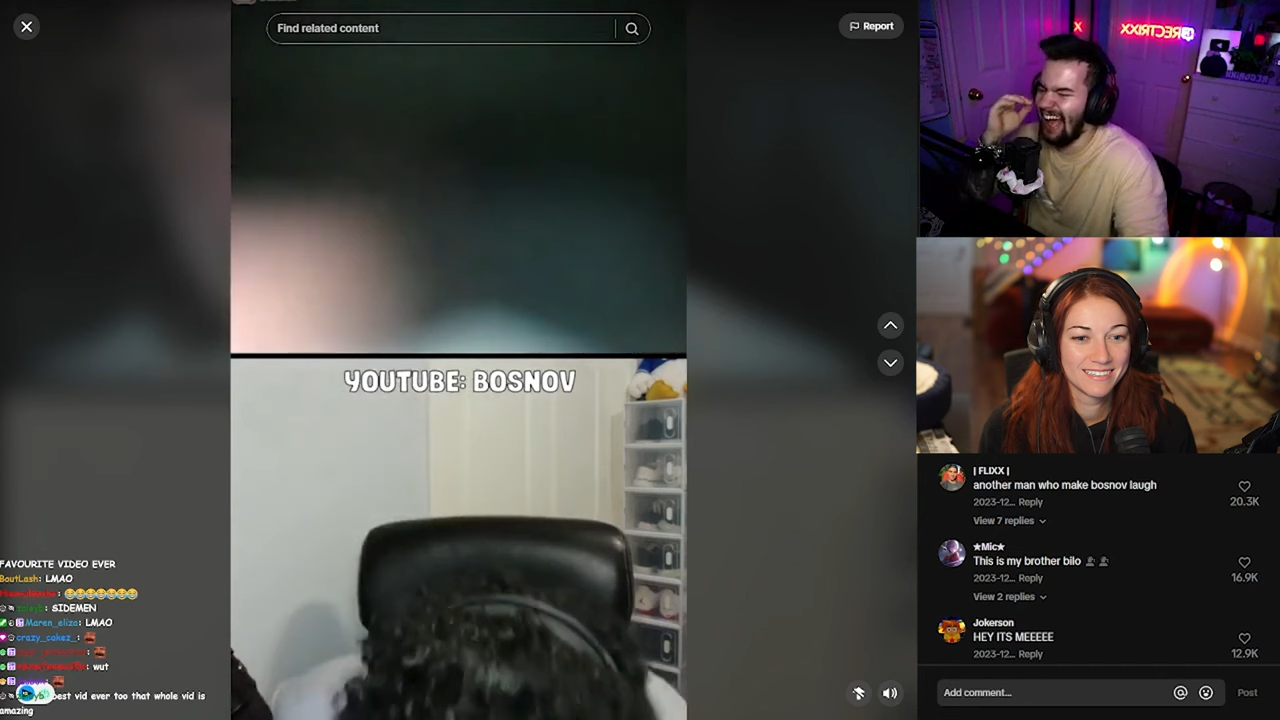 Find related content
Report
@RECTRIXX
YOUTUBE: BOSNOV
| FLIXX |
another man who make bosnov laugh
2023-12... Reply
20.3K
View 7 replies
★Mic★
This is my brother bilo
2023-12... Reply
16.9K
View 2 replies
Jokerson
HEY ITS MEEEEE
2023-12... Reply
12.9K
Add comment...
Post
FAVOURITE VIDEO EVER
BoutLash: LMAO
SIDEMEN
Maren_eliza: LMAO
crazy_cakez_:
wut
best vid ever too that whole vid is
amazing